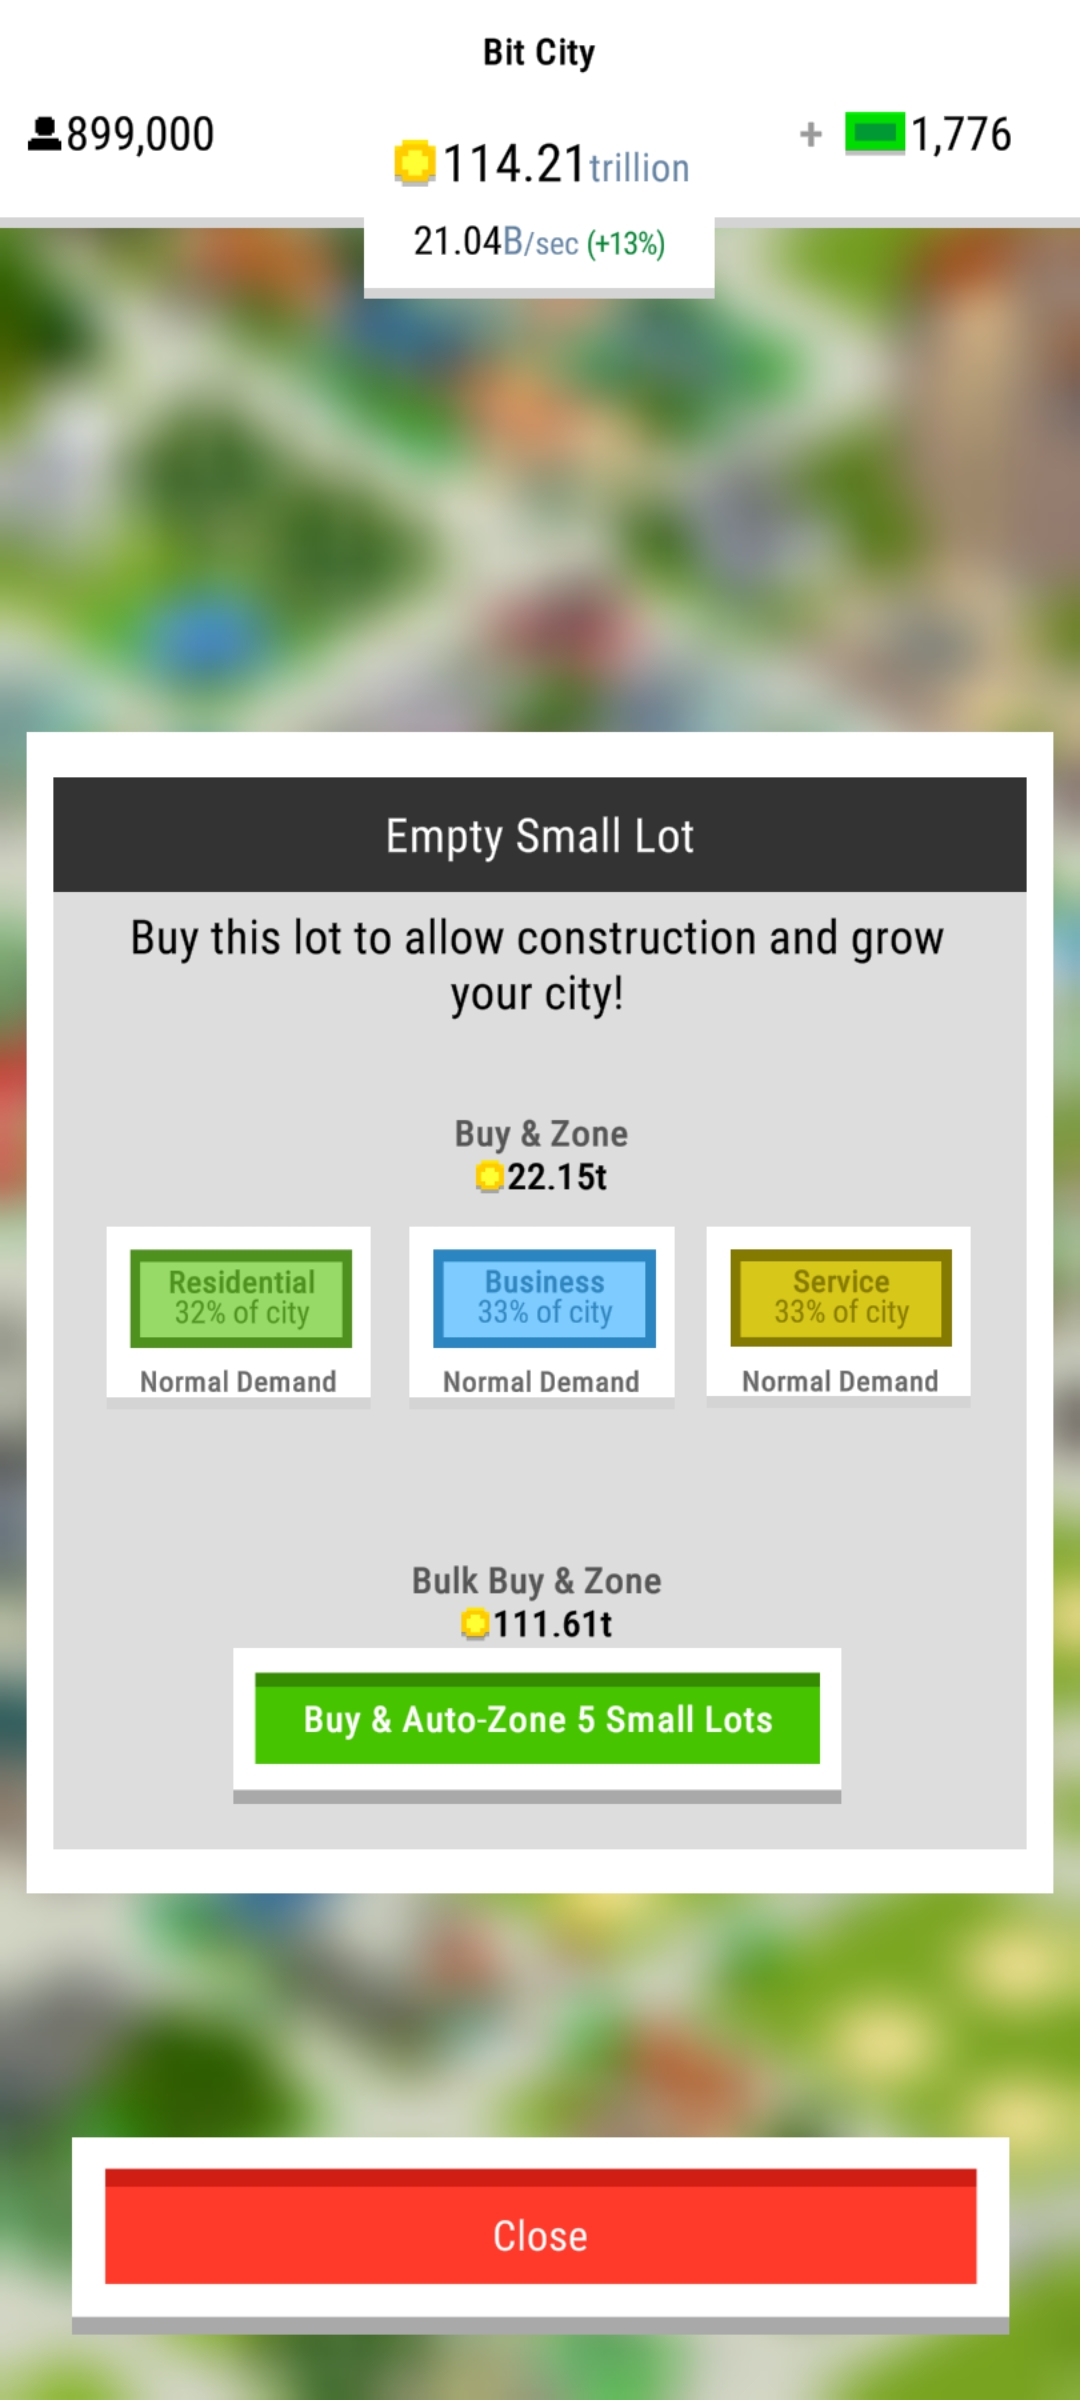 Bit City
899,000
114.21 trillion
+ 1,776
21.04B/sec (+13%)
Empty Small Lot
Buy this lot to allow construction and grow
your city!
Buy & Zone
22.15t
Residential
32% of city
Normal Demand
Business
33% of city
Normal Demand
Service
33% of city
Normal Demand
Bulk Buy & Zone
111.61t
Buy & Auto-Zone 5 Small Lots
Close